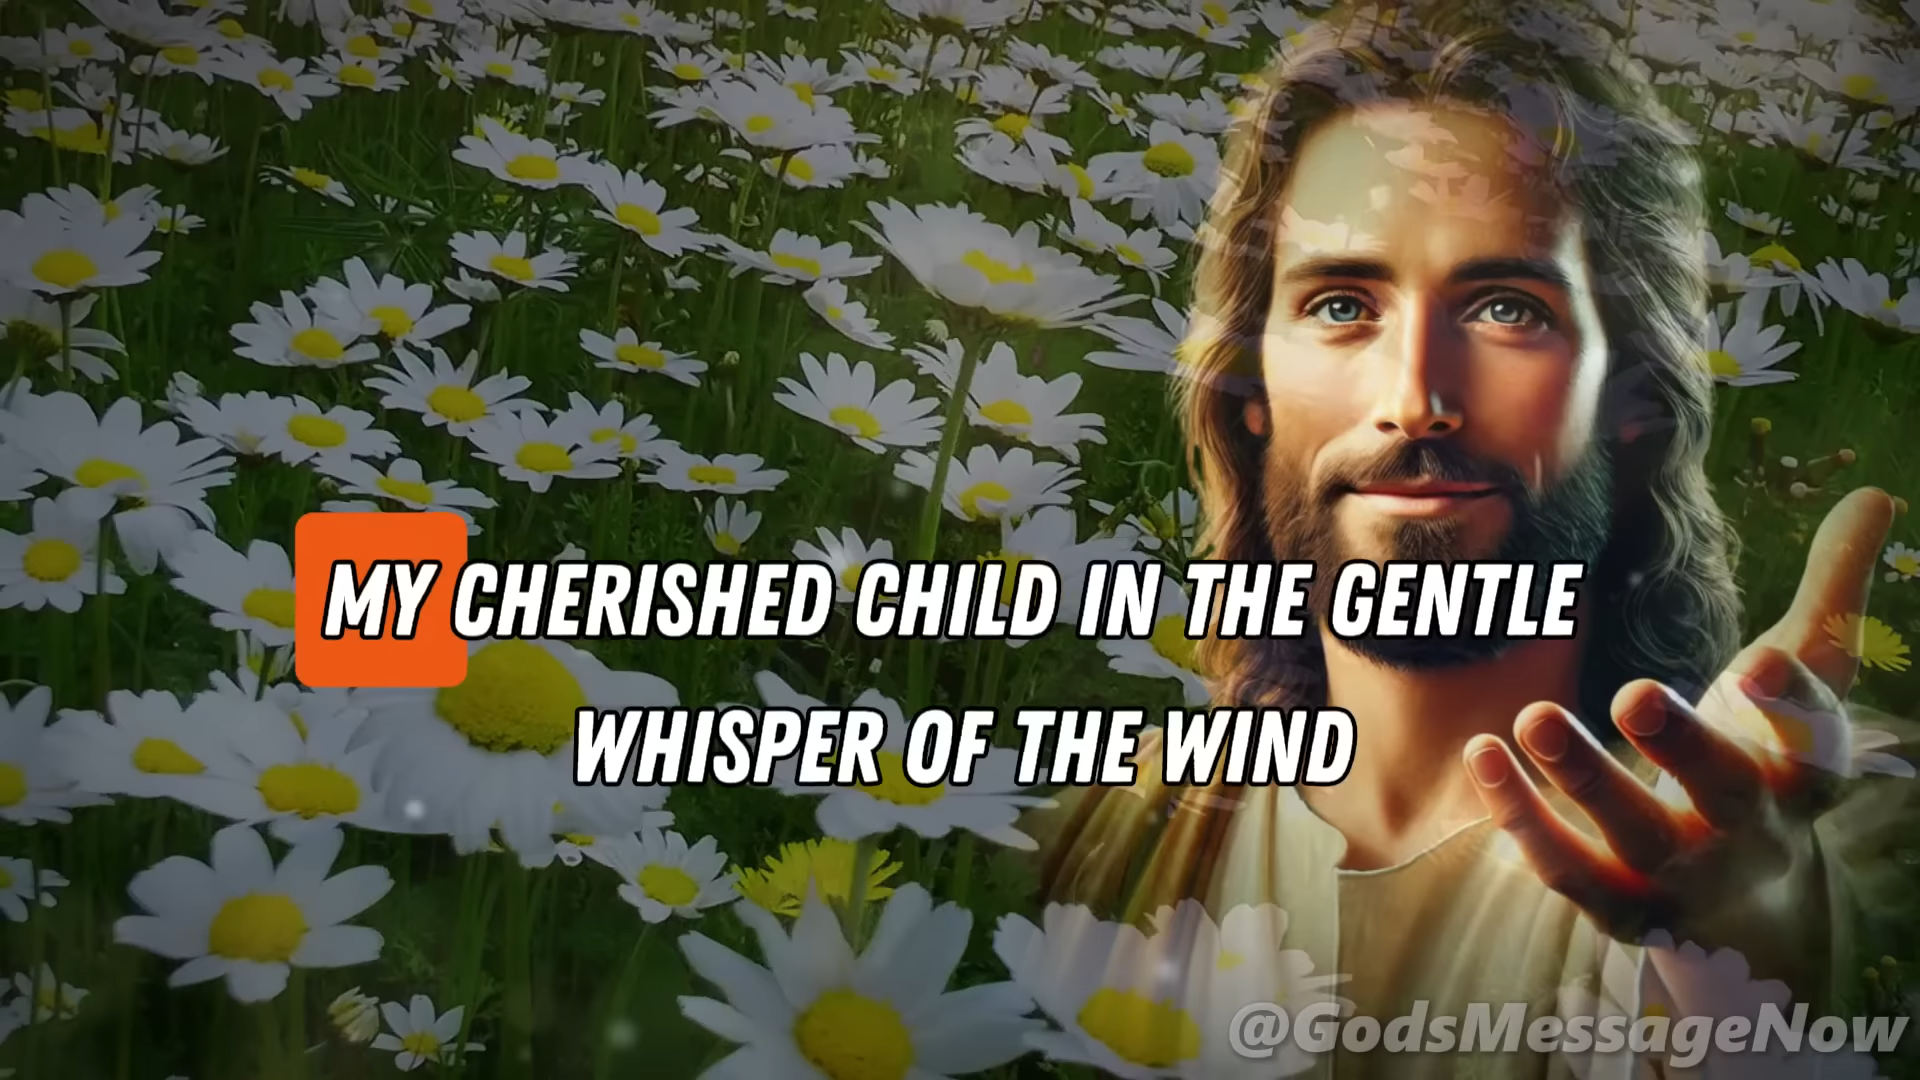 MY CHERISHED CHILD IN THE GENTLE
WHISPER OF THE WIND
@GodsMessageNow